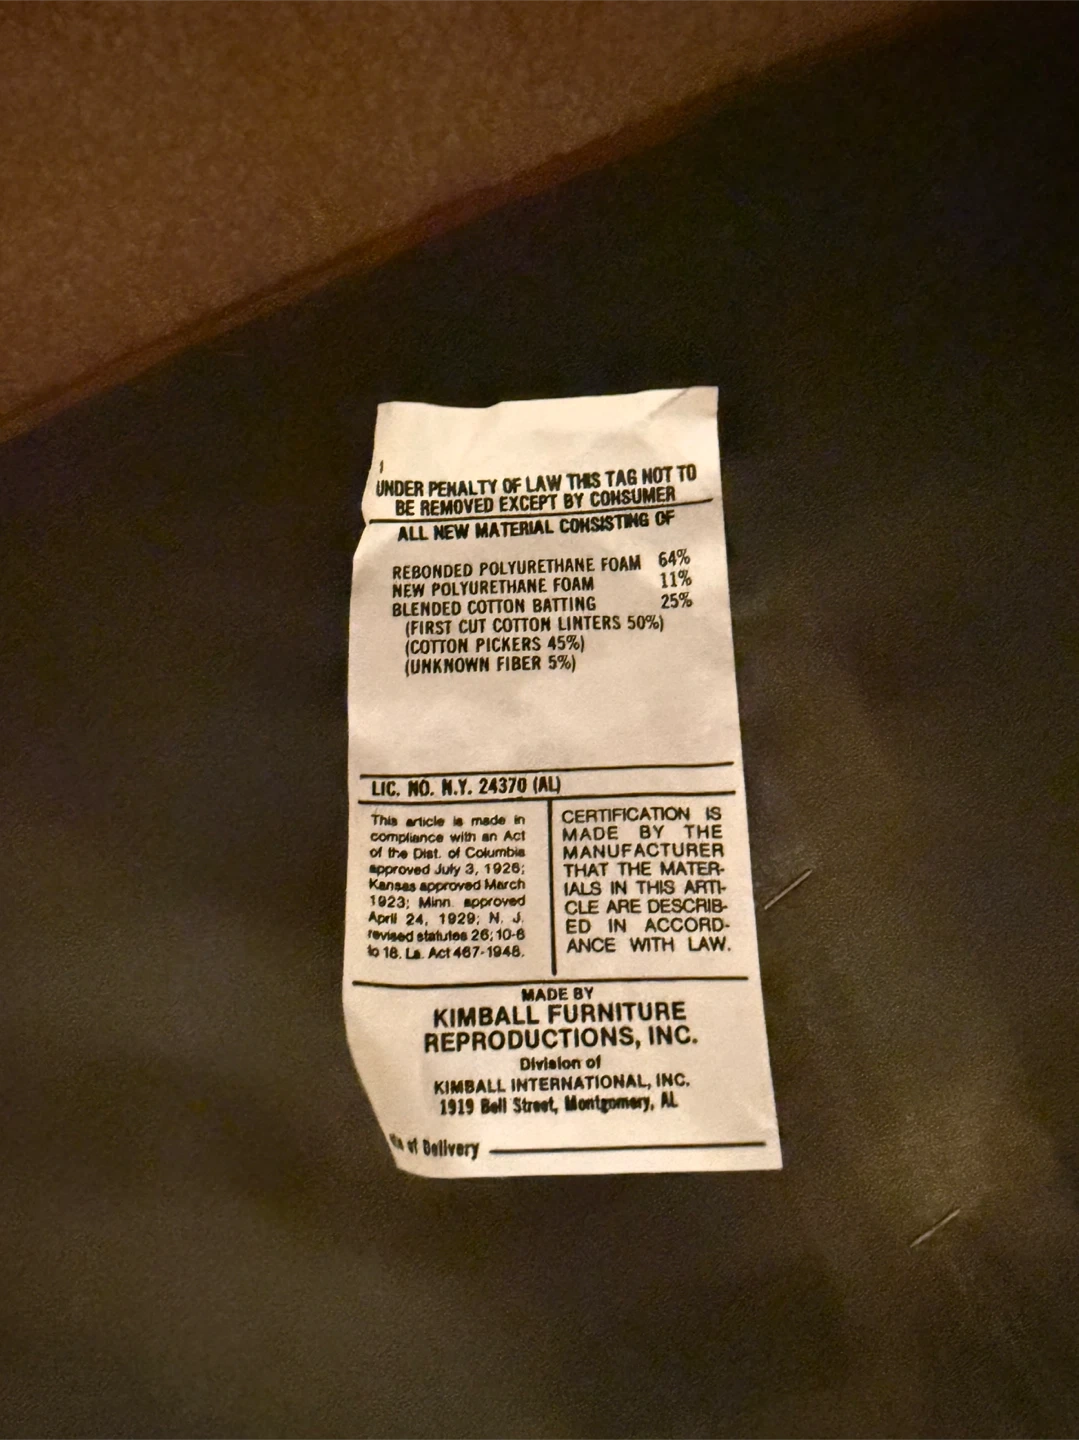 UNDER PENALTY OF LAW THIS TAG NOT TO
BE REMOVED EXCEPT BY CONSUMER
ALL NEW MATERIAL CONSISTING OF
REBONDED POLYURETHANE FOAM 64%
NEW POLYURETHANE FOAM 11%
BLENDED COTTON BATTING 25%
(FIRST CUT COTTON LINTERS 50%)
(COTTON PICKERS 45%)
(UNKNOWN FIBER 5%)
LIC. NO. N.Y. 24370 (AL)
This article is made in
compliance with an Act
of the Dist. of Columbia
approved July 3, 1926;
Kansas approved March
1923; Minn. approved
April 24, 1929; N. J.
revised statutes 26; 10-6
to 18. La. Act 467-1948.
CERTIFICATION IS
MADE BY THE
MANUFACTURER
THAT THE MATER-
IALS IN THIS ARTI-
CLE ARE DESCRIB-
ED IN ACCORD-
ANCE WITH LAW.
MADE BY
KIMBALL FURNITURE
REPRODUCTIONS, INC.
Division of
KIMBALL INTERNATIONAL, INC.
1919 Bell Street, Montgomery, AL
of Delivery